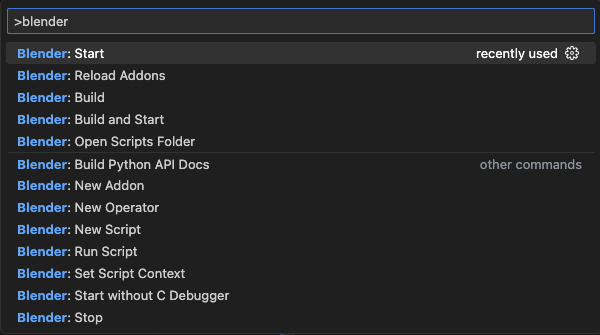 >blender
Blender: Start recently used
Blender: Reload Addons
Blender: Build
Blender: Build and Start
Blender: Open Scripts Folder
Blender: Build Python API Docs other commands
Blender: New Addon
Blender: New Operator
Blender: New Script
Blender: Run Script
Blender: Set Script Context
Blender: Start without C Debugger
Blender: Stop